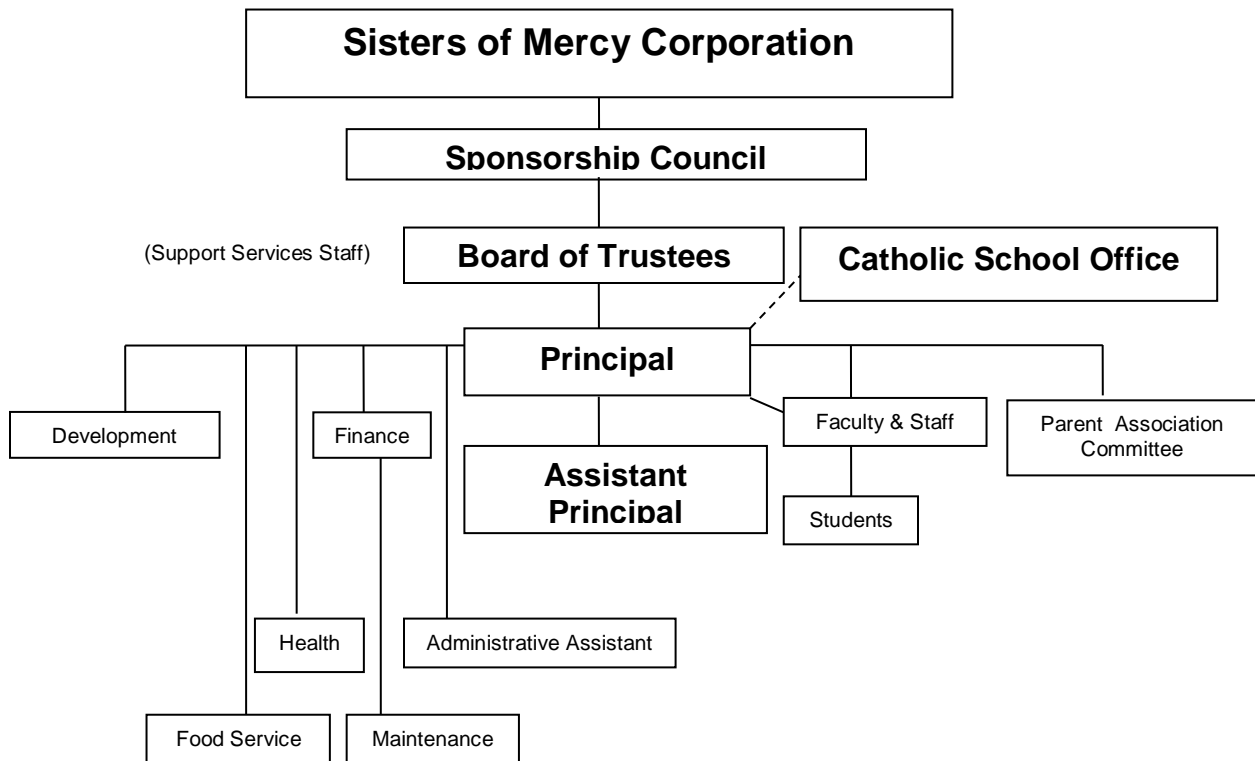 Sisters of Mercy Corporation
Sponsorship Council
(Support Services Staff)
Board of Trustees
Catholic School Office
Principal
Development
Finance
Faculty & Staff
Parent Association
Committee
Assistant
Principal
Students
Health
Administrative Assistant
Food Service
Maintenance